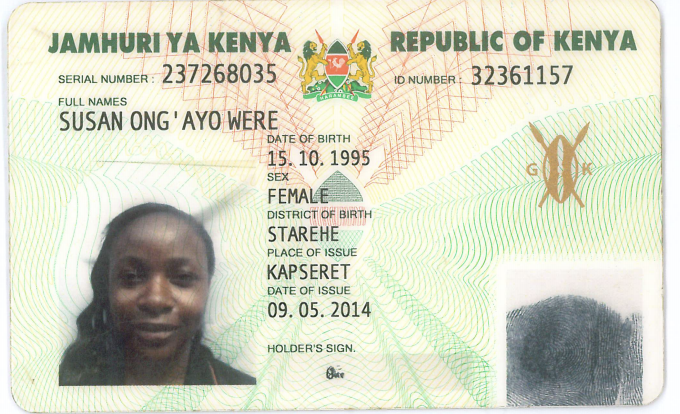 JAMHURI YA KENYA REPUBLIC OF KENYA
SERIAL NUMBER : 237268035 ID NUMBER : 32361157
FULL NAMES
SUSAN ONG'AYO WERE
DATE OF BIRTH
15. 10. 1995
SEX
FEMALE
DISTRICT OF BIRTH
STAREHE
PLACE OF ISSUE
KAPSERET
DATE OF ISSUE
09. 05. 2014
HOLDER'S SIGN.
G K
HARAMBEE